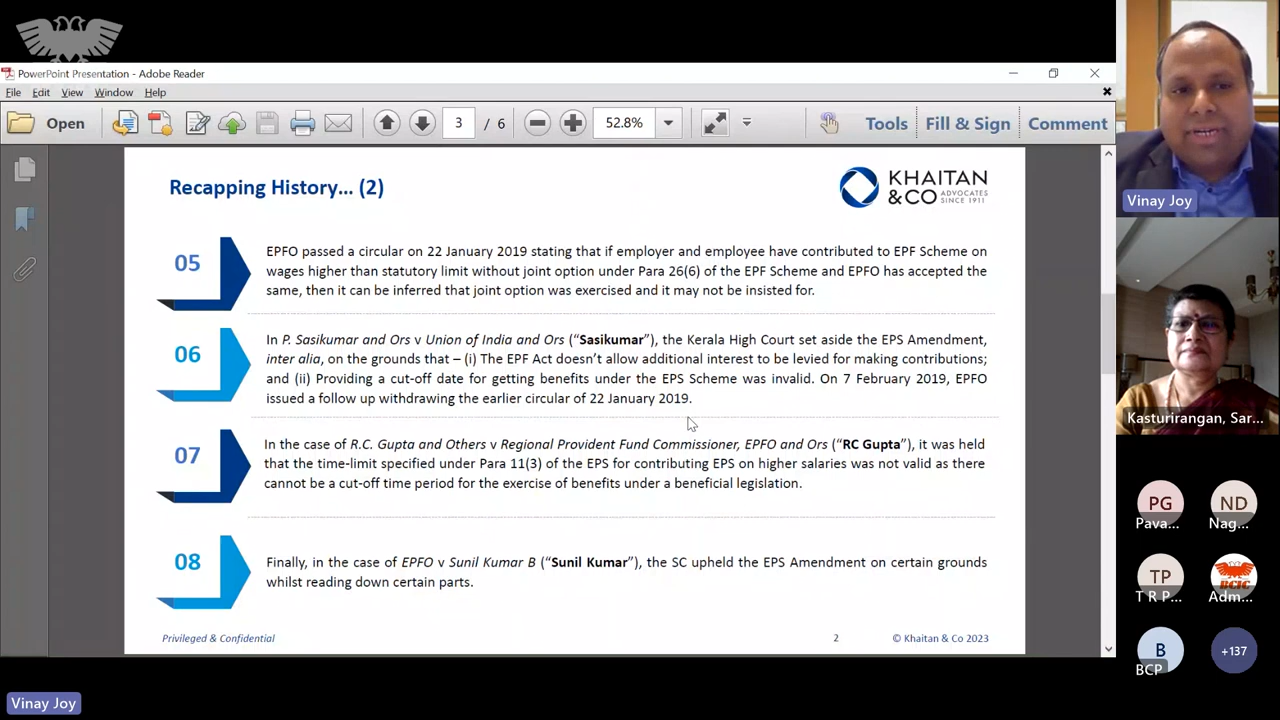 PowerPoint Presentation - Adobe Reader
File Edit View Window Help
Open 3 / 6 52.8% Tools Fill & Sign Comment
Recapping History... (2)
KHAITAN
& CO ADVOCATES
SINCE 1911
05
EPFO passed a circular on 22 January 2019 stating that if employer and employee have contributed to EPF Scheme on
wages higher than statutory limit without joint option under Para 26(6) of the EPF Scheme and EPFO has accepted the
same, then it can be inferred that joint option was exercised and it may not be insisted for.
06
In P. Sasikumar and Ors v Union of India and Ors (“Sasikumar”), the Kerala High Court set aside the EPS Amendment,
inter alia, on the grounds that – (i) The EPF Act doesn’t allow additional interest to be levied for making contributions;
and (ii) Providing a cut-off date for getting benefits under the EPS Scheme was invalid. On 7 February 2019, EPFO
issued a follow up withdrawing the earlier circular of 22 January 2019.
07
In the case of R.C. Gupta and Others v Regional Provident Fund Commissioner, EPFO and Ors (“RC Gupta”), it was held
that the time-limit specified under Para 11(3) of the EPS for contributing EPS on higher salaries was not valid as there
cannot be a cut-off time period for the exercise of benefits under a beneficial legislation.
08
Finally, in the case of EPFO v Sunil Kumar B (“Sunil Kumar”), the SC upheld the EPS Amendment on certain grounds
whilst reading down certain parts.
Privileged & Confidential 2 © Khaitan & Co 2023
Vinay Joy
Vinay Joy
Kasturirangan, Sar...
PG ND
Pava... Nag...
TP BCIC
T R P... Adm...
B +137
BCP